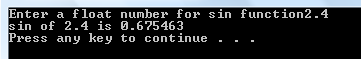 Enter a float number for sin function2.4
sin of 2.4 is 0.675463
Press any key to continue . . .